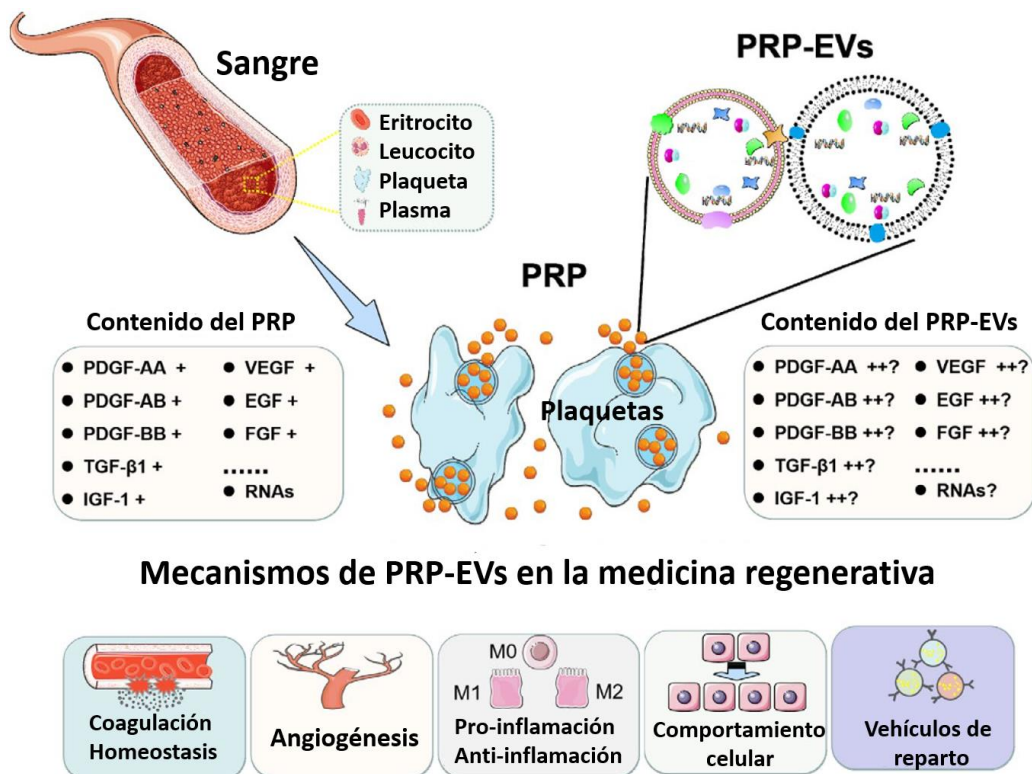 Sangre
PRP-EVs
Eritrocito
Leucocito
Plaqueta
Plasma
PRP
Plaquetas
Contenido del PRP
● PDGF-AA +
● PDGF-AB +
● PDGF-BB +
● TGF-β1 +
● IGF-1 +
● VEGF +
● EGF +
● FGF +
......
● RNAs
Contenido del PRP-EVs
● PDGF-AA ++?
● PDGF-AB ++?
● PDGF-BB ++?
● TGF-β1 ++?
● IGF-1 ++?
● VEGF ++?
● EGF ++?
● FGF ++?
......
● RNAs?
Mecanismos de PRP-EVs en la medicina regenerativa
Coagulación
Homeostasis
Angiogénesis
M0
M1
M2
Pro-inflamación
Anti-inflamación
Comportamiento
celular
Vehículos de
reparto